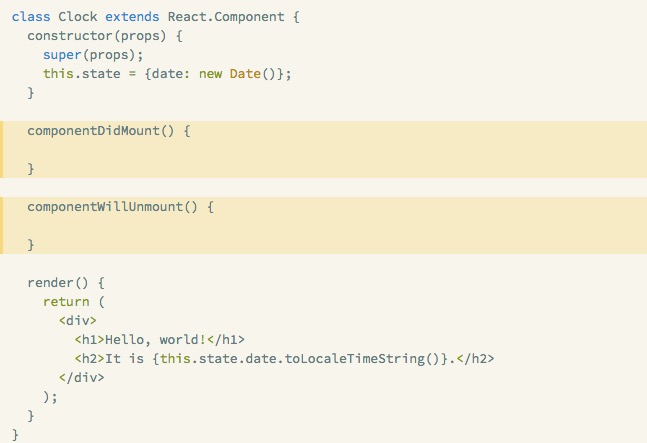 class Clock extends React.Component {
  constructor(props) {
    super(props);
    this.state = {date: new Date()};
  }

  componentDidMount() {

  }

  componentWillUnmount() {

  }

  render() {
    return (
      <div>
        <h1>Hello, world!</h1>
        <h2>It is {this.state.date.toLocaleTimeString()}.</h2>
      </div>
    );
  }
}